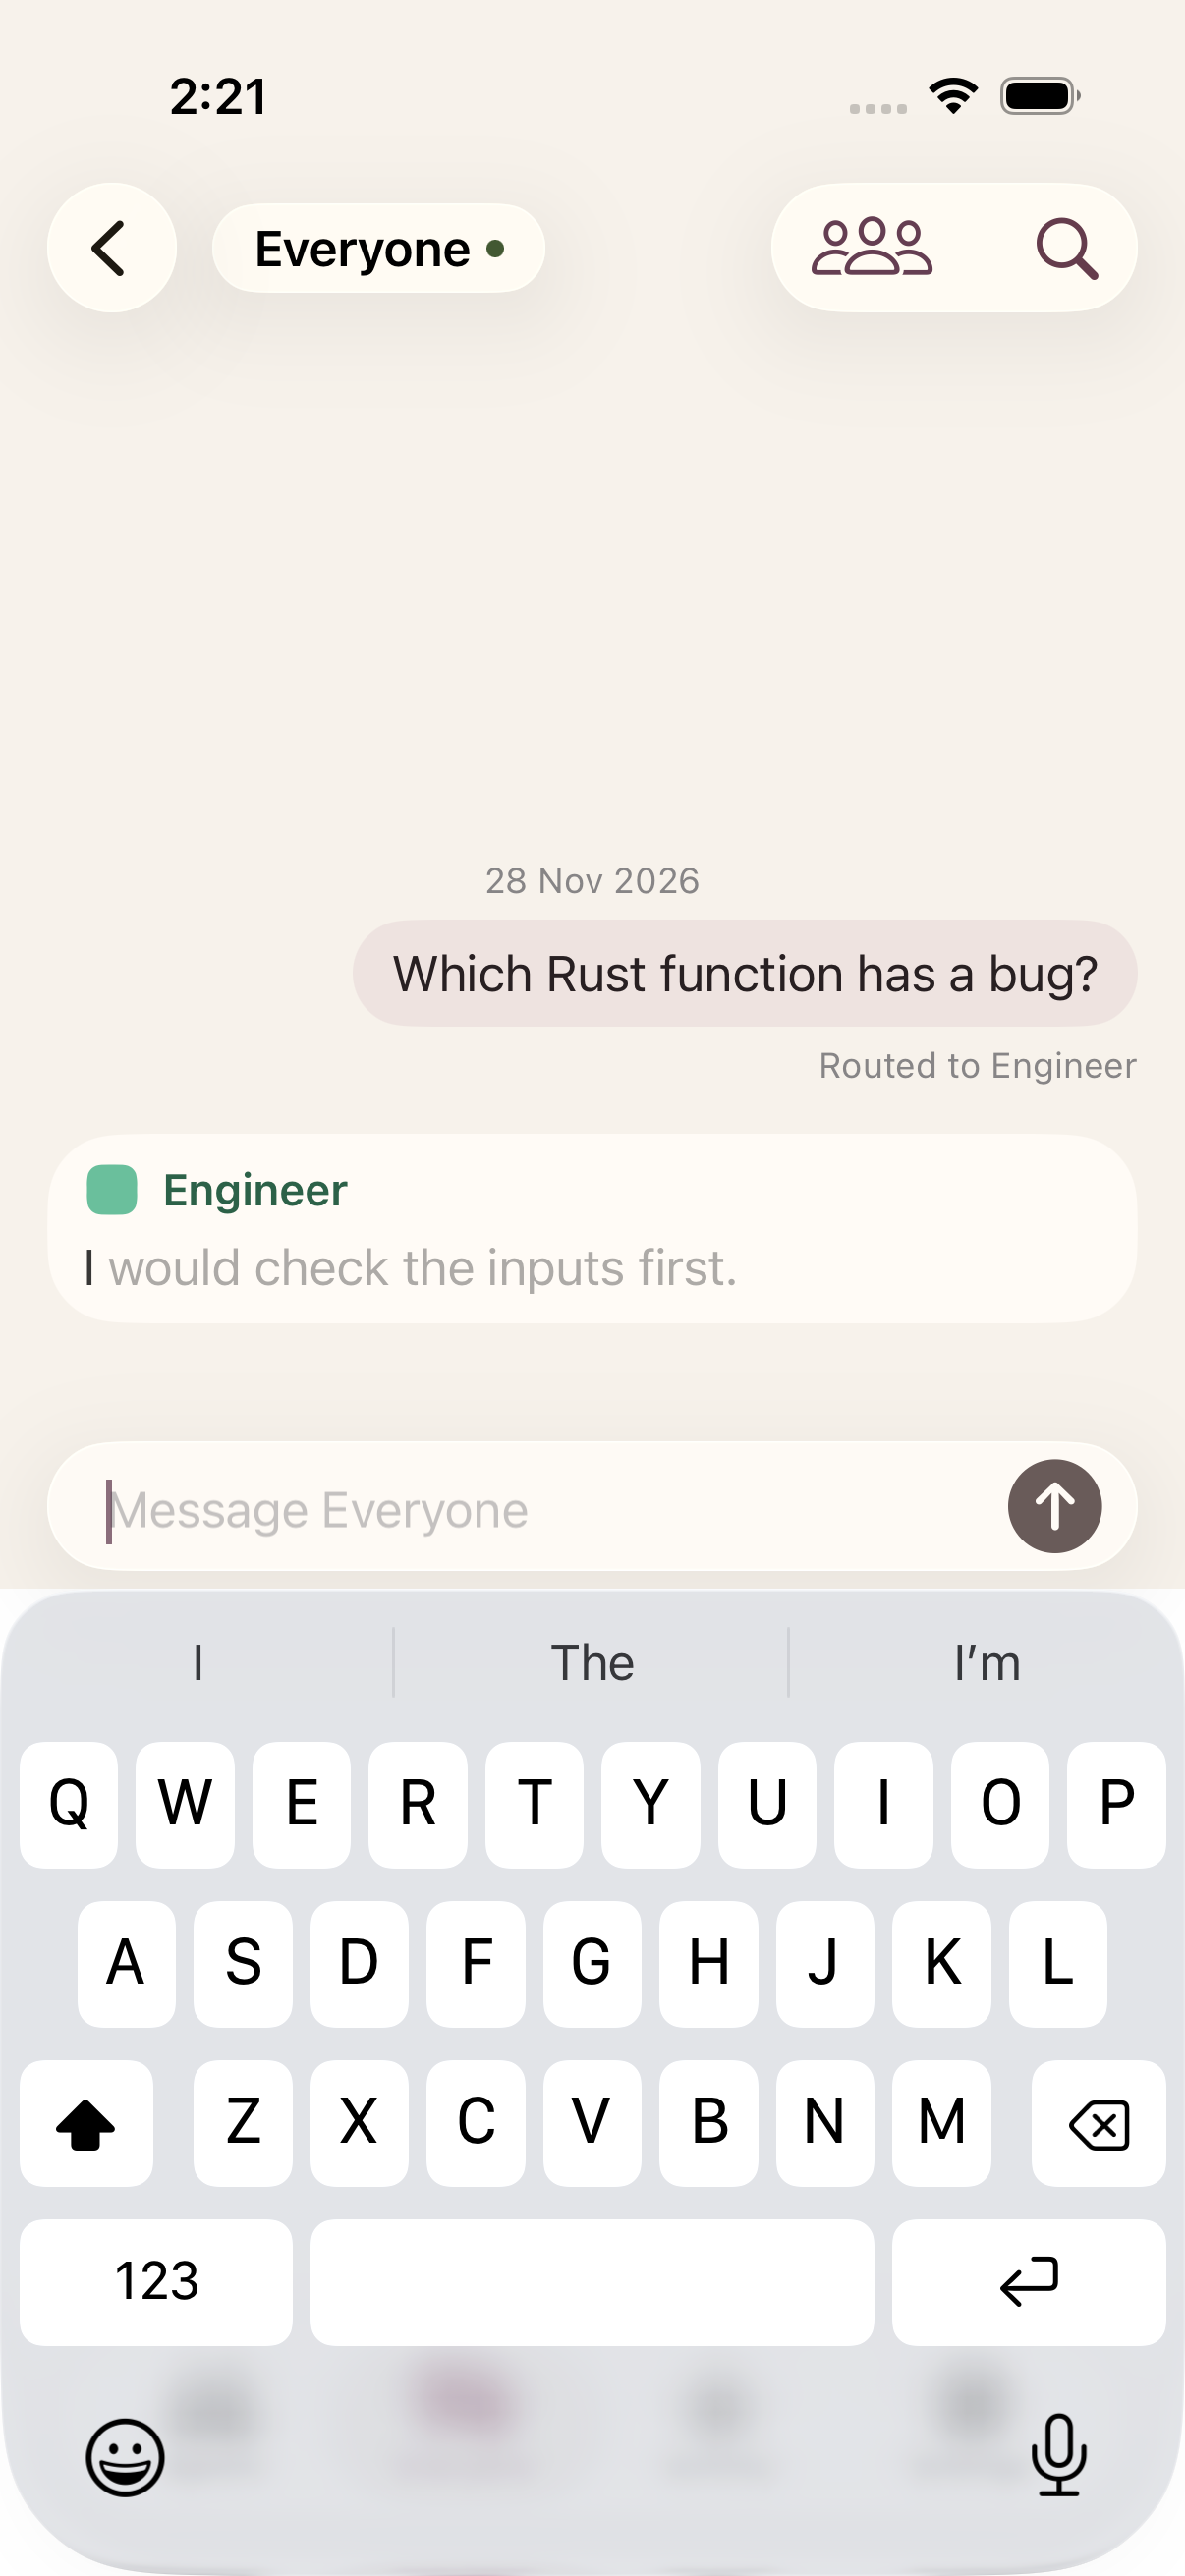 2:21
Everyone
28 Nov 2026
Which Rust function has a bug?
Routed to Engineer
Engineer
I would check the inputs first.
Message Everyone
I The I’m
Q W E R T Y U I O P
A S D F G H J K L
Z X C V B N M
123